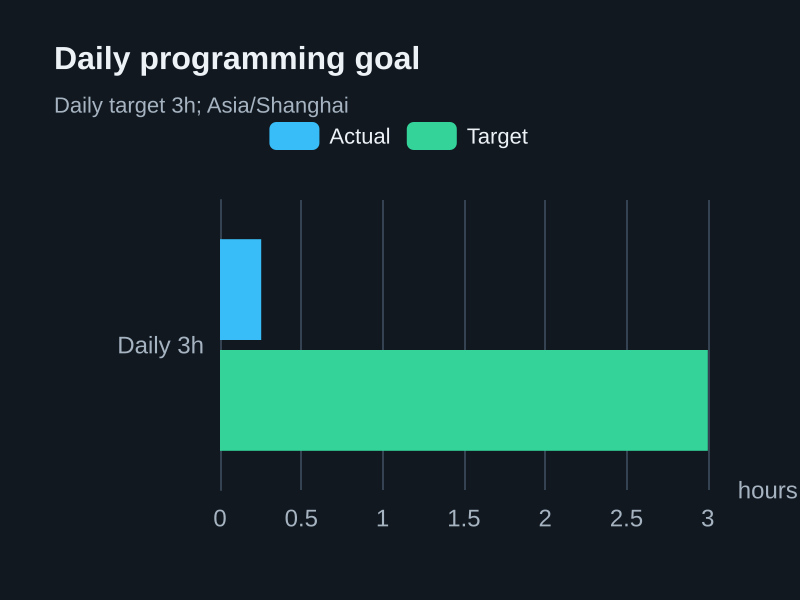 Daily programming goal
Daily target 3h; Asia/Shanghai
Actual Target
Daily 3h
hours
0 0.5 1 1.5 2 2.5 3